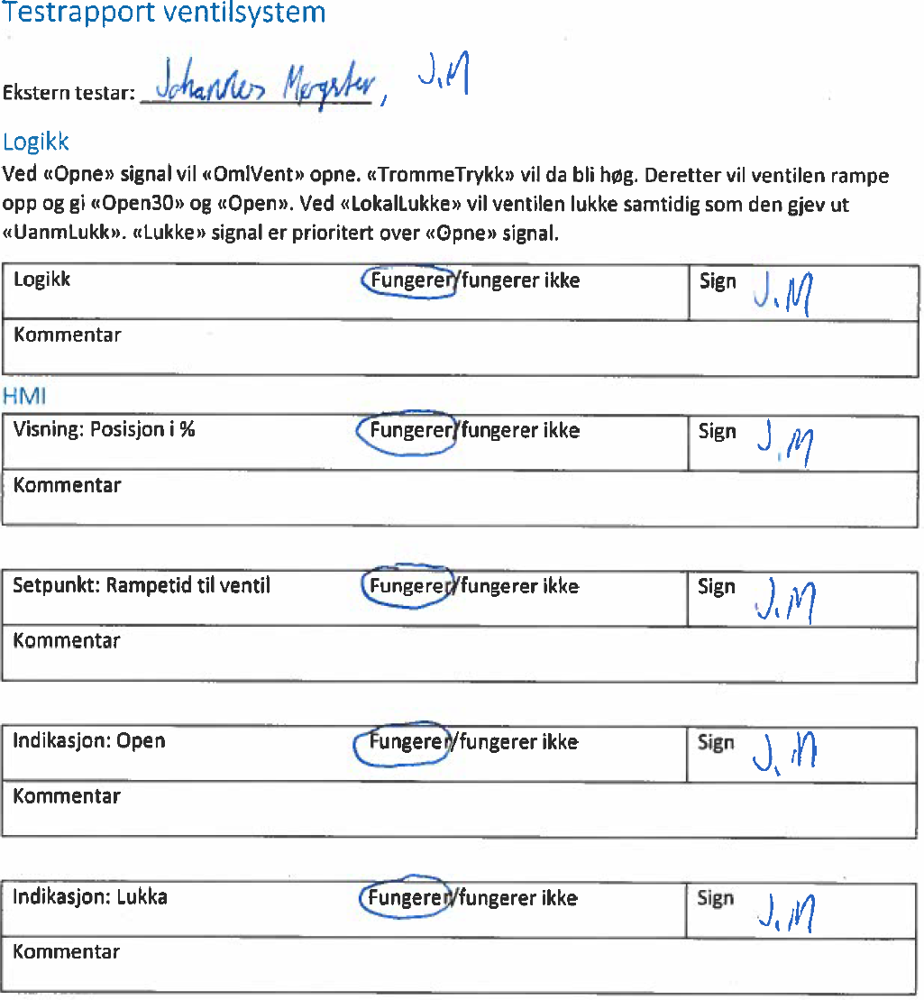 Testrapport ventilsystem
Ekstern testar: Johannes J.M
Logikk
Ved «Opne» signal vil «OmlVent» opne. «TrommeTrykk» vil da bli høg. Deretter vil ventilen rampe
opp og gi «Open30» og «Open». Ved «LokalLukke» vil ventilen lukke samtidig som den gjev ut
«UanmLukk». «Lukke» signal er prioritert over «Opne» signal.
Logikk Fungerer/fungerer ikke Sign J.M
Kommentar
HMI
Visning: Posisjon i % Fungerer/fungerer ikke Sign J.M
Kommentar
Setpunkt: Rampetid til ventil Fungerer/fungerer ikke Sign J.M
Kommentar
Indikasjon: Open Fungerer/fungerer ikke Sign J.M
Kommentar
Indikasjon: Lukka Fungerer/fungerer ikke Sign J.M
Kommentar